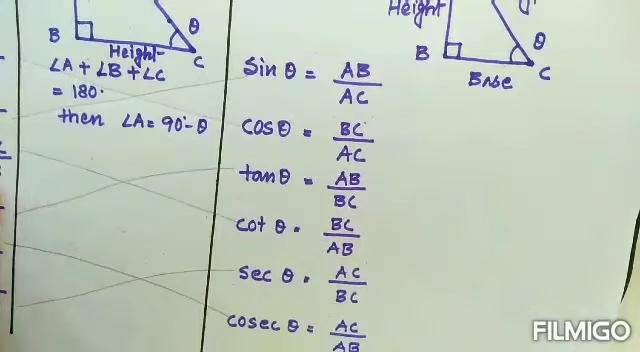 B
θ
Height
C
∠A + ∠B + ∠C
= 180°
then ∠A = 90° - θ
Height
B
θ
C
Base
Sin θ = AB/AC
cos θ = BC/AC
tan θ = AB/BC
cot θ = BC/AB
sec θ = AC/BC
cosec θ = AC/AB
FILMIGO